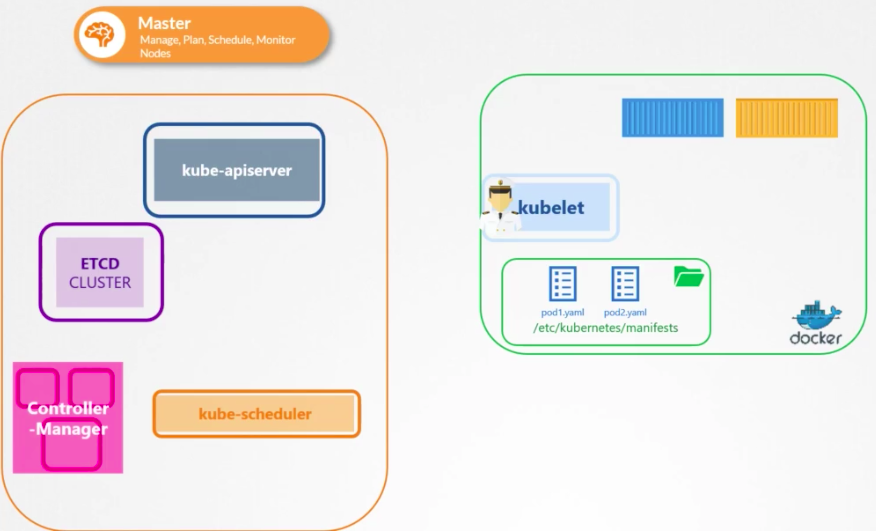 Master
Manage, Plan, Schedule, Monitor
Nodes
kube-apiserver
ETCD
CLUSTER
Controller
-Manager
kube-scheduler
kubelet
pod1.yaml pod2.yaml
/etc/kubernetes/manifests
docker